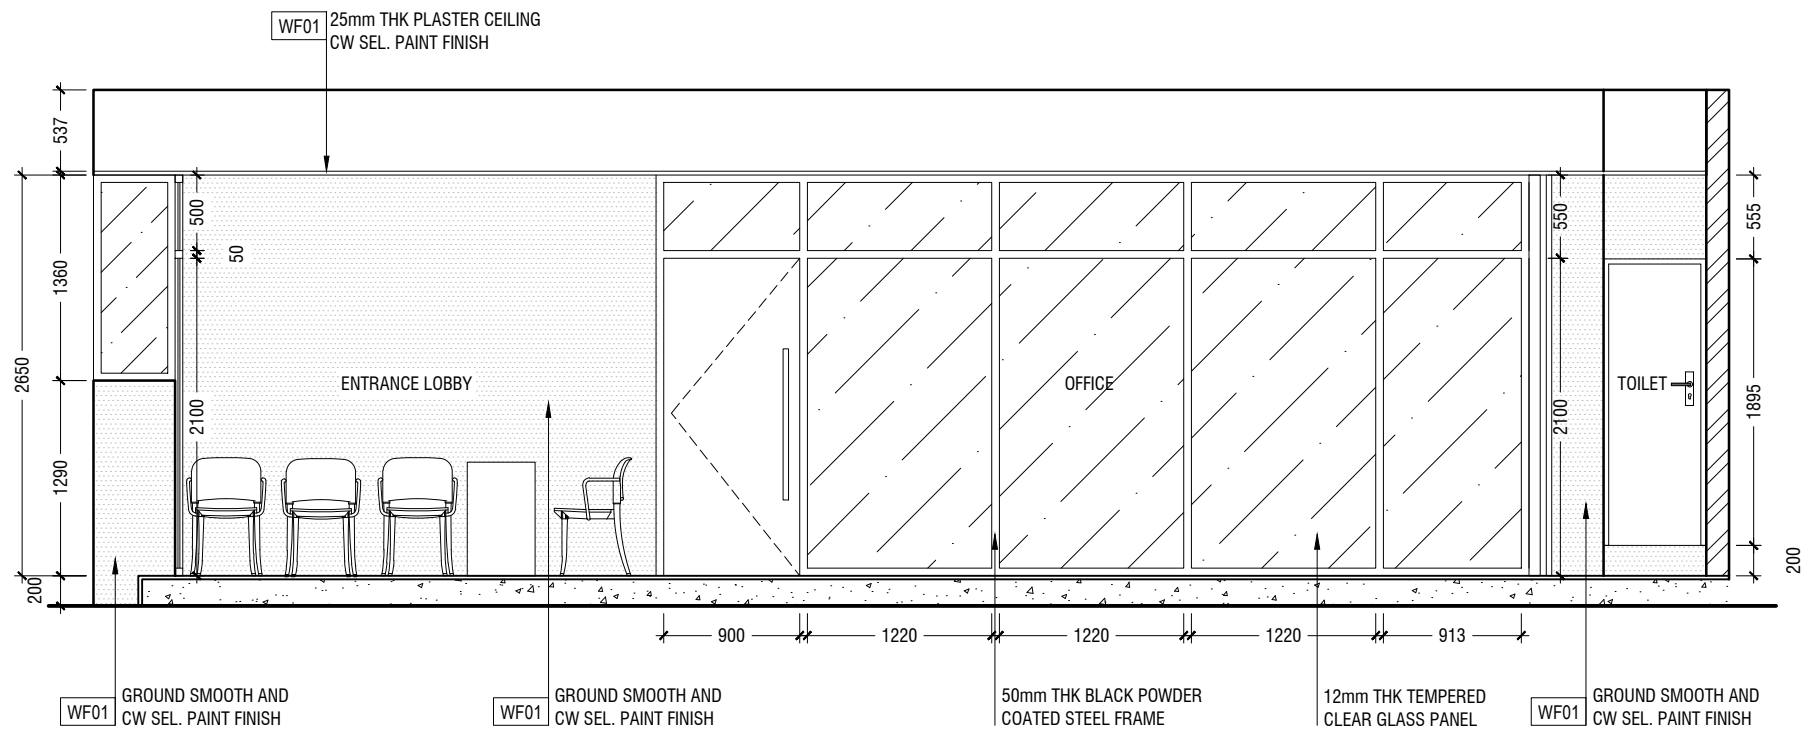 WF01
25mm THK PLASTER CEILING
CW SEL. PAINT FINISH
537
2650
1360
1290
200
500
50
2100
ENTRANCE LOBBY
OFFICE
550
2100
TOILET
555
1895
200
900
1220
1220
1220
913
WF01
GROUND SMOOTH AND
CW SEL. PAINT FINISH
WF01
GROUND SMOOTH AND
CW SEL. PAINT FINISH
50mm THK BLACK POWDER
COATED STEEL FRAME
12mm THK TEMPERED
CLEAR GLASS PANEL
WF01
GROUND SMOOTH AND
CW SEL. PAINT FINISH